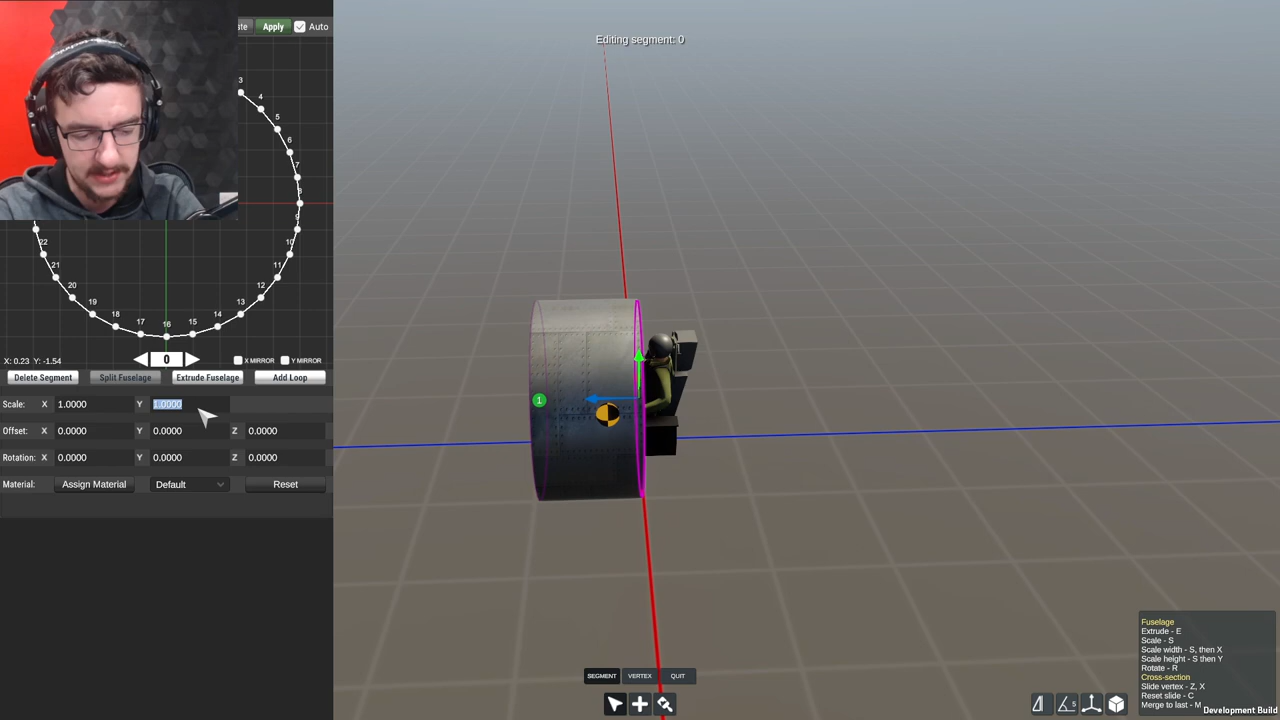 Editing segment: 0
ste Apply Auto
3
4
5
6
7
8
9
10
11
12
13
14
15
16
17
18
19
20
21
22
X: 0.23 Y: -1.54 0 X MIRROR Y MIRROR
Delete Segment Split Fuselage Extrude Fuselage Add Loop
Scale: X 1.0000 Y 1.0000
Offset: X 0.0000 Y 0.0000 Z 0.0000
Rotation: X 0.0000 Y 0.0000 Z 0.0000
Material: Assign Material Default Reset
1
SEGMENT VERTEX QUIT
Fuselage
Extrude - E
Scale - S
Scale width - S, then X
Scale height - S then Y
Rotate - R
Cross-section
Slide vertex - Z, X
Reset slide - C
Merge to last - M
Development Build